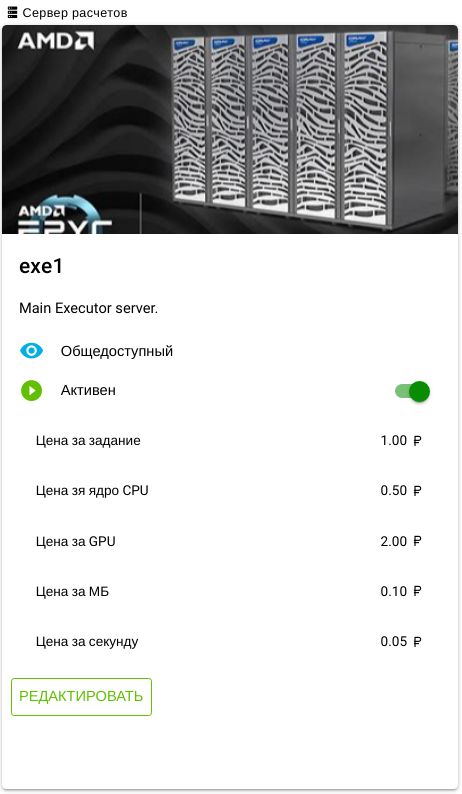 Сервер расчетов
AMD
AMD
EPYC
exe1
Main Executor server.
Общедоступный
Активен
Цена за задание 1.00 ₽
Цена зя ядро CPU 0.50 ₽
Цена за GPU 2.00 ₽
Цена за МБ 0.10 ₽
Цена за секунду 0.05 ₽
РЕДАКТИРОВАТЬ